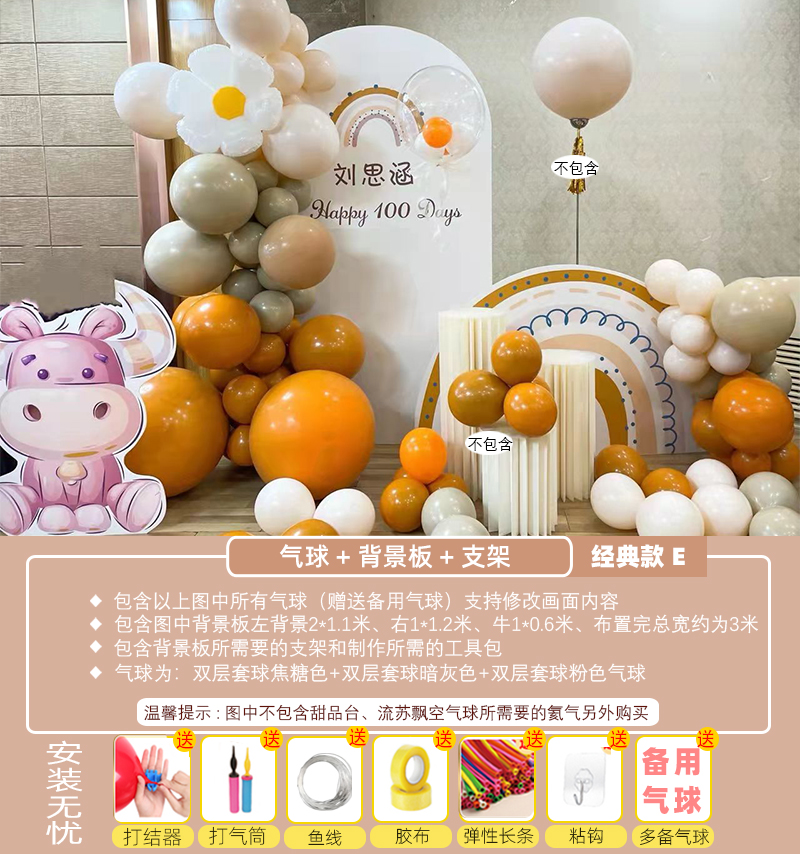 刘思涵
Happy 100 Days
不包含
不包含
气球 + 背景板 + 支架
经典款 E
◆ 包含以上图中所有气球（赠送备用气球）支持修改画面内容
◆ 包含图中背景板左背景2*1.1米、右1*1.2米、牛1*0.6米、布置完总宽约为3米
◆ 包含背景板所需要的支架和制作所需的工具包
◆ 气球为：双层套球焦糖色+双层套球暗灰色+双层套球粉色气球
温馨提示 : 图中不包含甜品台、流苏飘空气球所需要的氦气另外购买
安装无忧
送 送 送 送 送 送 送
备用
气球
打结器 打气筒 鱼线 胶布 弹性长条 粘钩 多备气球